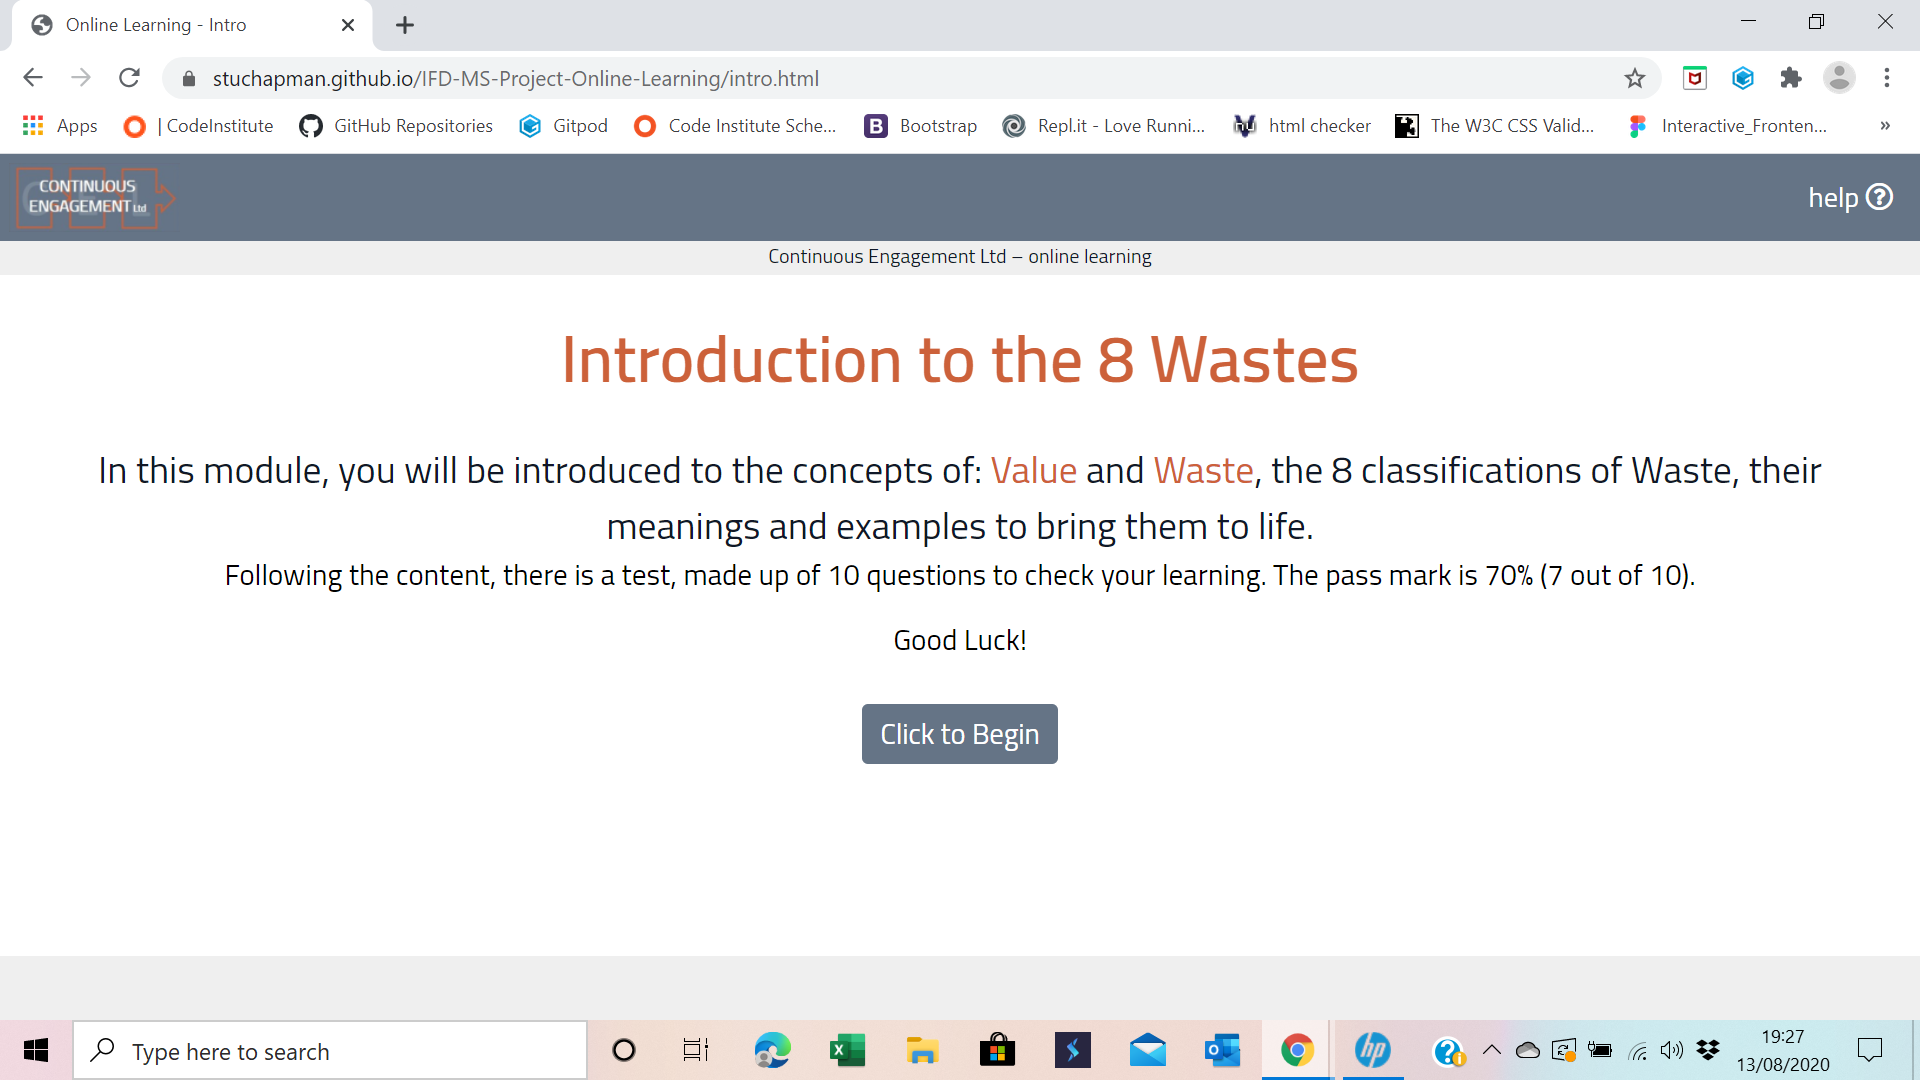 Online Learning - Intro
stuchapman.github.io/IFD-MS-Project-Online-Learning/intro.html
Apps | CodeInstitute GitHub Repositories Gitpod Code Institute Sche... B Bootstrap Repl.it - Love Runni... html checker The W3C CSS Valid... Interactive_Fronten... »
CONTINUOUS
ENGAGEMENT Ltd
help ?
Continuous Engagement Ltd – online learning
Introduction to the 8 Wastes
In this module, you will be introduced to the concepts of: Value and Waste, the 8 classifications of Waste, their
meanings and examples to bring them to life.
Following the content, there is a test, made up of 10 questions to check your learning. The pass mark is 70% (7 out of 10).
Good Luck!
Click to Begin
Type here to search
19:27
13/08/2020